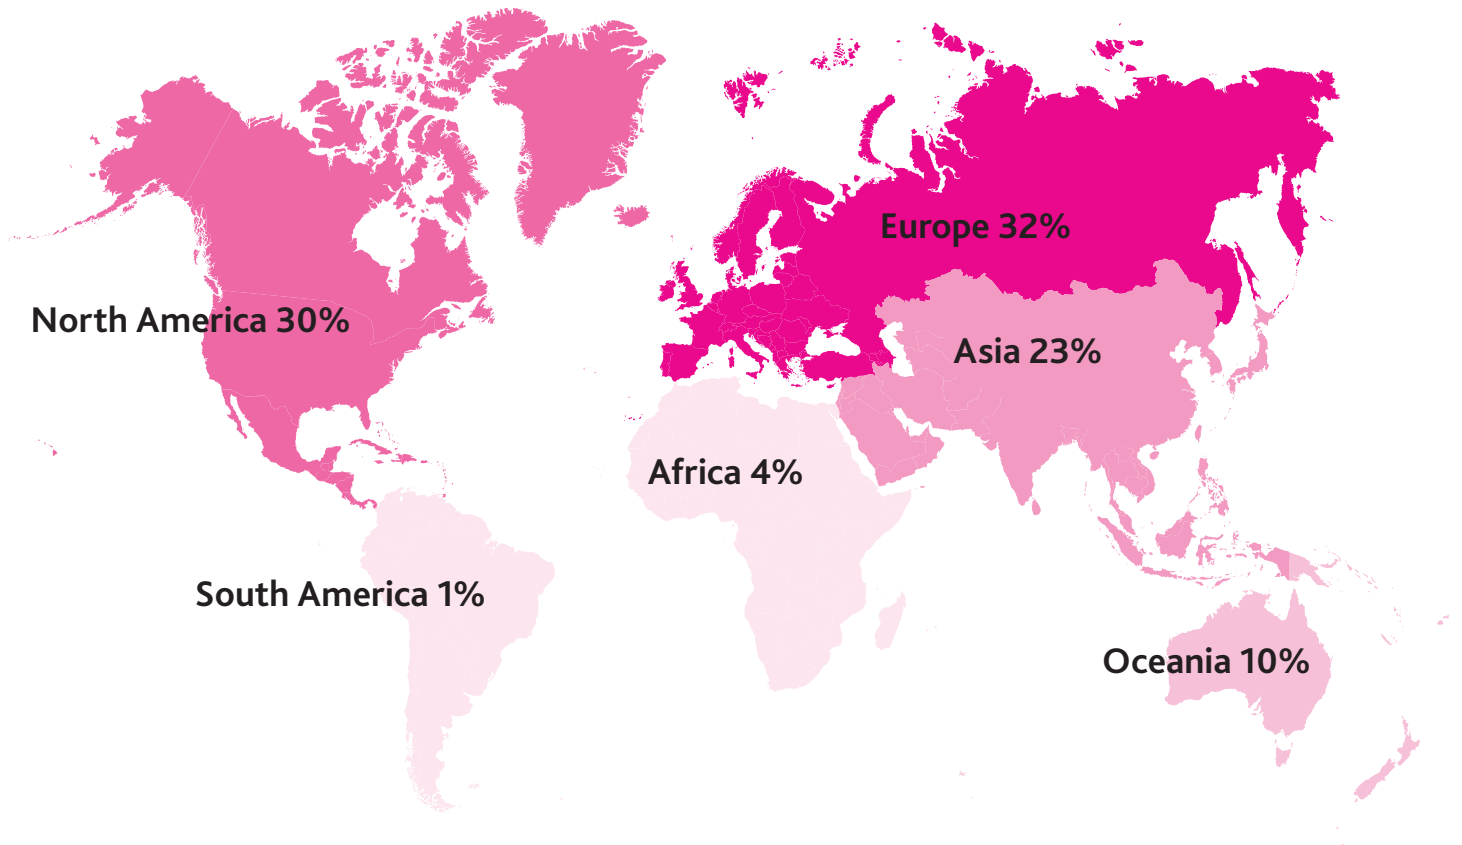 Europe 32%
North America 30%
Asia 23%
Africa 4%
South America 1%
Oceania 10%